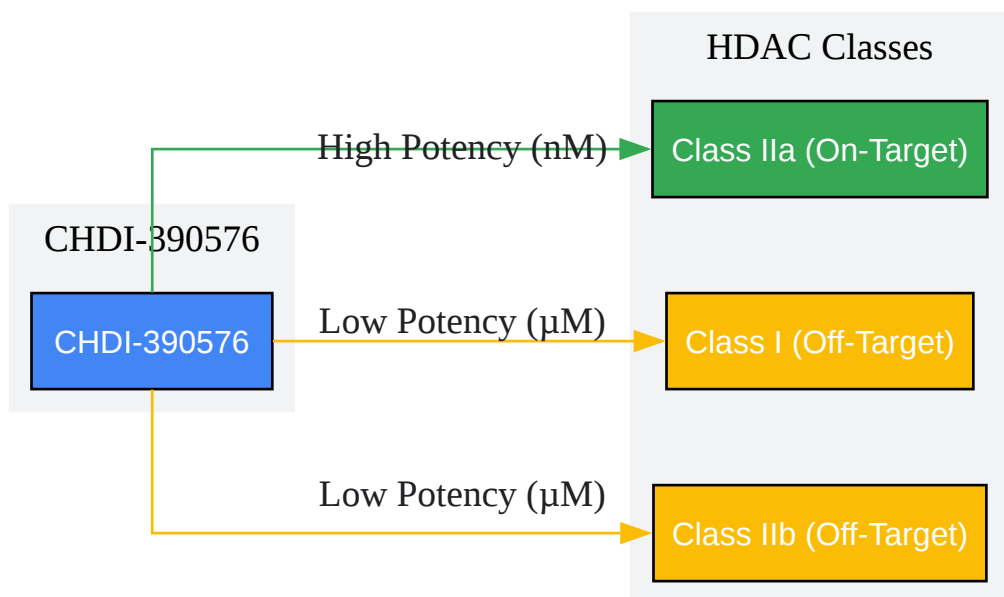 HDAC Classes
High Potency (nM)
Class IIa (On-Target)
CHDI-390576
CHDI-390576
Low Potency (µM)
Class I (Off-Target)
Low Potency (µM)
Class IIb (Off-Target)